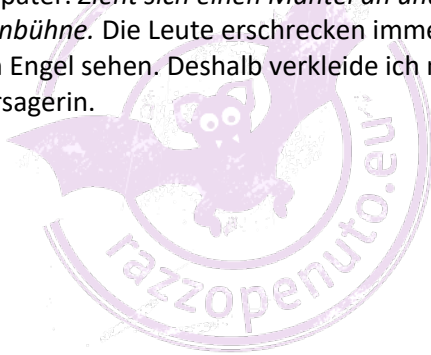 später. Zieht sich einen Mantel an und
nbühne. Die Leute erschrecken imme
Engel sehen. Deshalb verkleide ich
rsagerin.
razzopenuto.eu